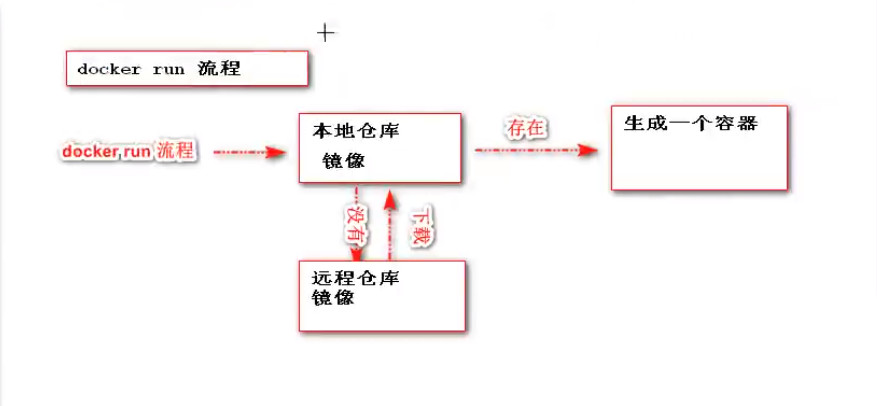 docker run 流程
docker run 流程
本地仓库
镜像
存在
生成一个容器
没有
下载
远程仓库
镜像